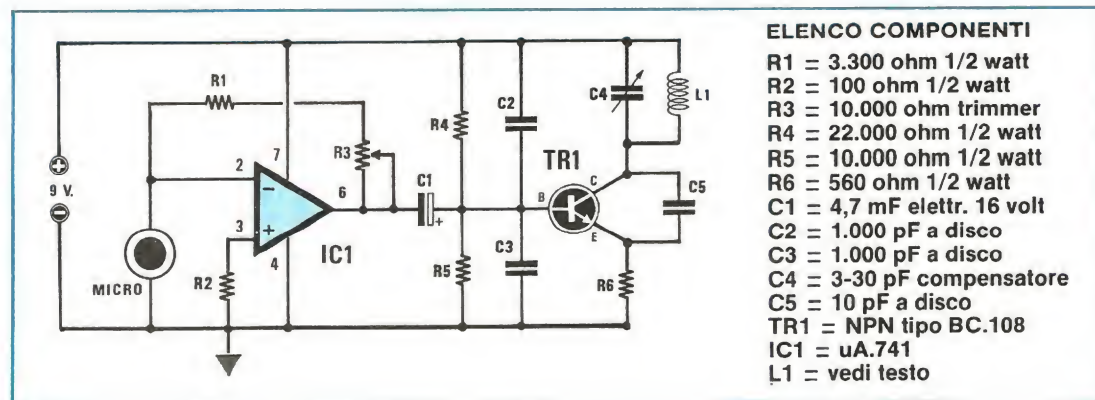 R1
C4
L1
C2
R4
7
R3
TR1
C
C5
2
C1
9 V.
6
B
3
+
E
IC1
C3
4
R5
MICRO
R2
R6
ELENCO COMPONENTI
R1 = 3.300 ohm 1/2 watt
R2 = 100 ohm 1/2 watt
R3 = 10.000 ohm trimmer
R4 = 22.000 ohm 1/2 watt
R5 = 10.000 ohm 1/2 watt
R6 = 560 ohm 1/2 watt
C1 = 4,7 mF elettr. 16 volt
C2 = 1.000 pF a disco
C3 = 1.000 pF a disco
C4 = 3-30 pF compensatore
C5 = 10 pF a disco
TR1 = NPN tipo BC.108
IC1 = uA.741
L1 = vedi testo